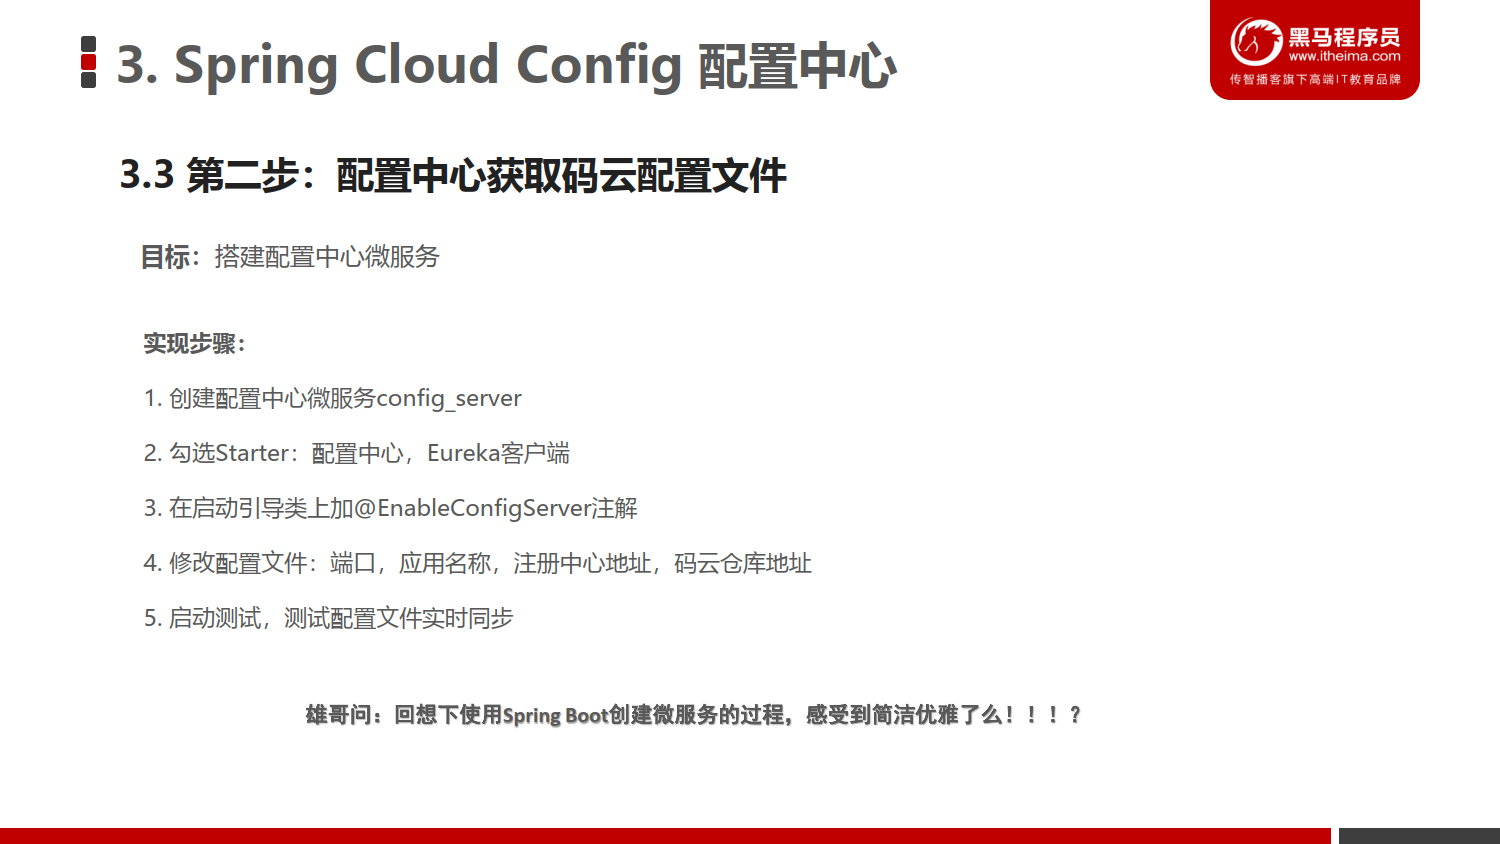 3. Spring Cloud Config 配置中心
黑马程序员
www.itheima.com
传智播客旗下高端IT教育品牌
3.3 第二步：配置中心获取码云配置文件
目标：搭建配置中心微服务
实现步骤：
1. 创建配置中心微服务config_server
2. 勾选Starter：配置中心，Eureka客户端
3. 在启动引导类上加@EnableConfigServer注解
4. 修改配置文件：端口，应用名称，注册中心地址，码云仓库地址
5. 启动测试，测试配置文件实时同步
雄哥问：回想下使用Spring Boot创建微服务的过程，感受到简洁优雅了么！！！？